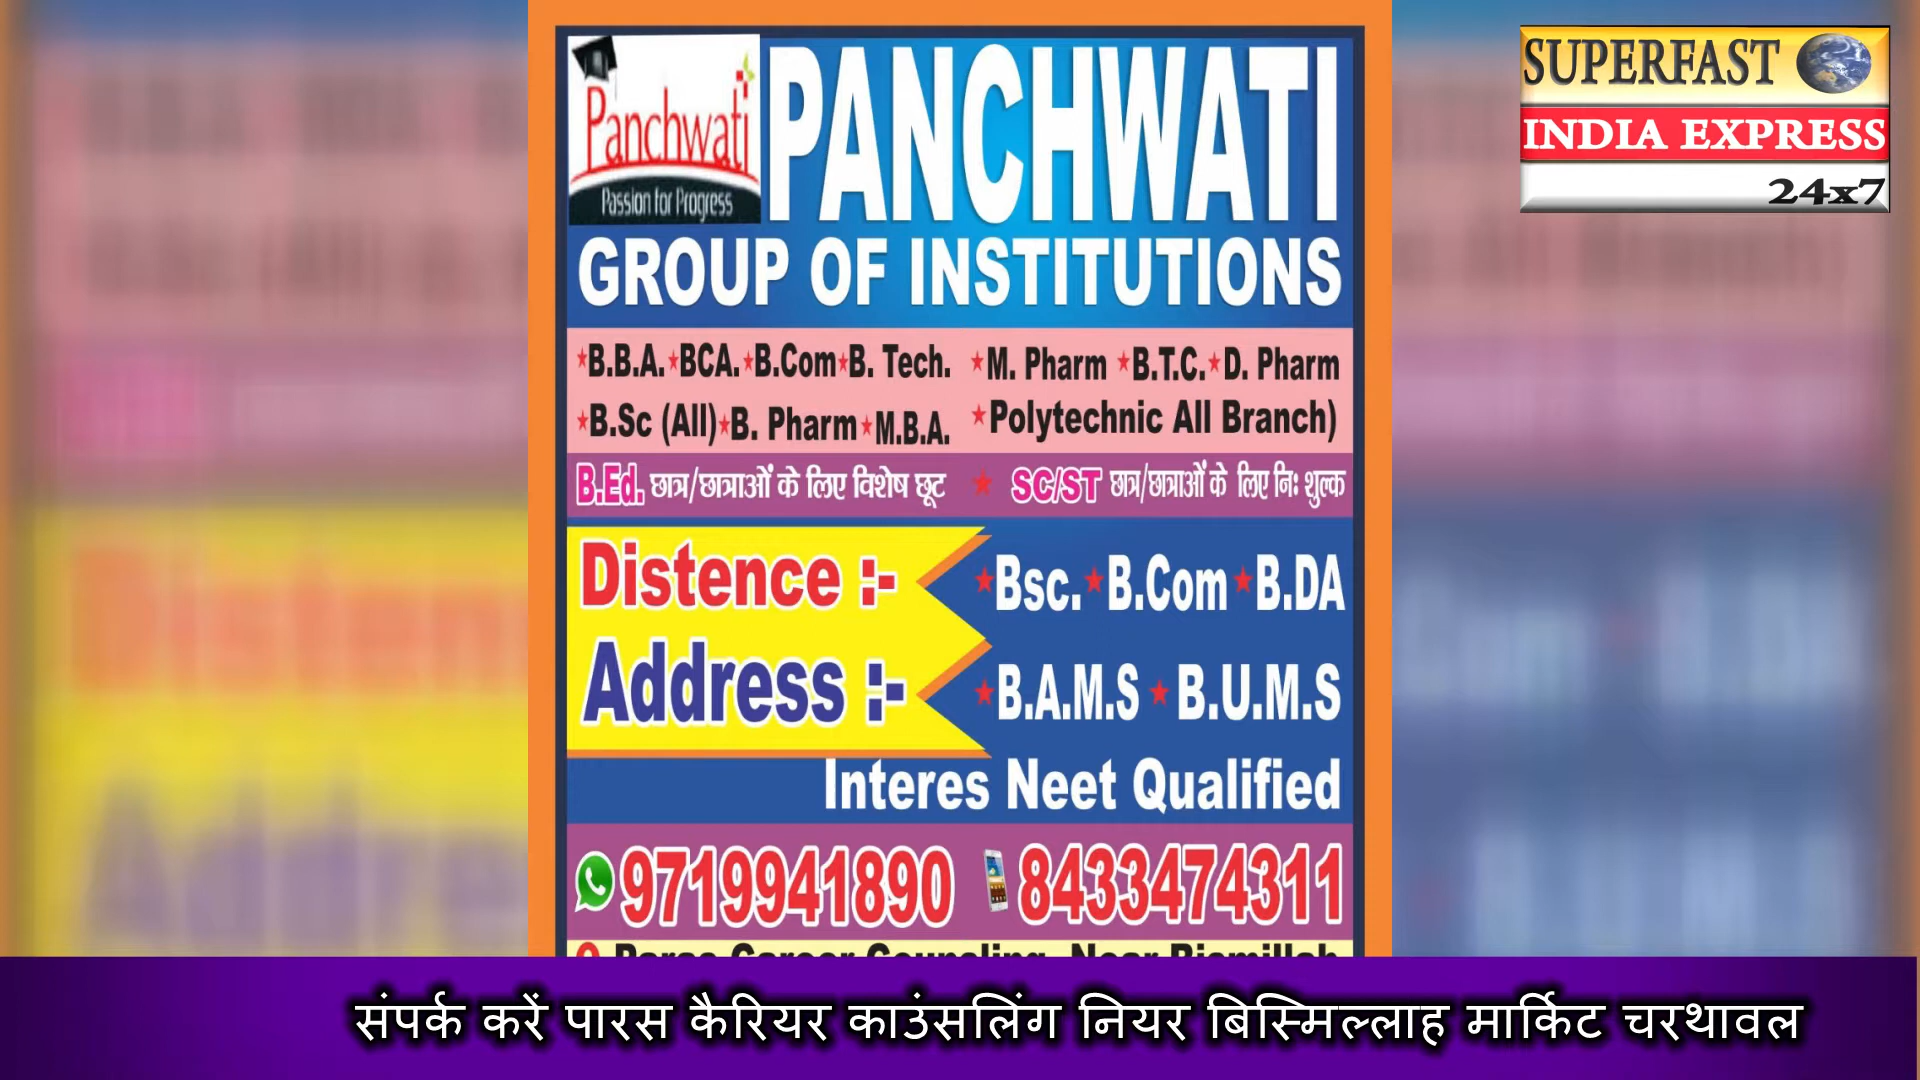 SUPERFAST
INDIA EXPRESS
24x7
Panchwati
Passion for Progress
PANCHWATI
GROUP OF INSTITUTIONS
B.B.A. BCA. B.Com B. Tech. M. Pharm B.T.C. D. Pharm
B.Sc (All) B. Pharm M.B.A. Polytechnic All Branch)
B.Ed. छात्र/छात्राओं के लिए विशेष छूट SC/ST छात्र/छात्राओं के लिए निः शुल्क
Distence :- Bsc. B.Com B.DA
Address :- B.A.M.S B.U.M.S
Interes Neet Qualified
9719941890 8433474311
संपर्क करें पारस कैरियर काउंसलिंग नियर बिस्मिल्लाह मार्किट चरथावल